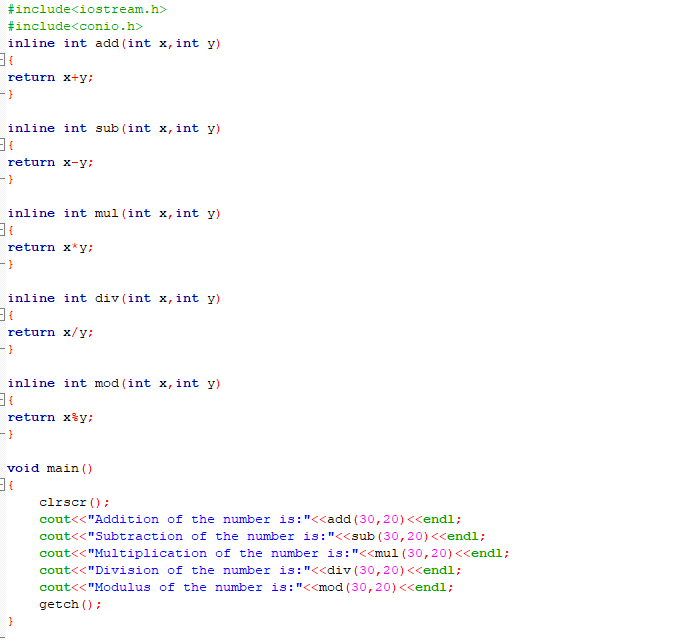 #include<iostream.h>
#include<conio.h>
inline int add(int x,int y)
{
return x+y;
}
inline int sub(int x,int y)
{
return x-y;
}
inline int mul(int x,int y)
{
return x*y;
}
inline int div(int x,int y)
{
return x/y;
}
inline int mod(int x,int y)
{
return x%y;
}
void main()
{
    clrscr();
    cout<<"Addition of the number is:"<<add(30,20)<<endl;
    cout<<"Subtraction of the number is:"<<sub(30,20)<<endl;
    cout<<"Multiplication of the number is:"<<mul(30,20)<<endl;
    cout<<"Division of the number is:"<<div(30,20)<<endl;
    cout<<"Modulus of the number is:"<<mod(30,20)<<endl;
    getch();
}